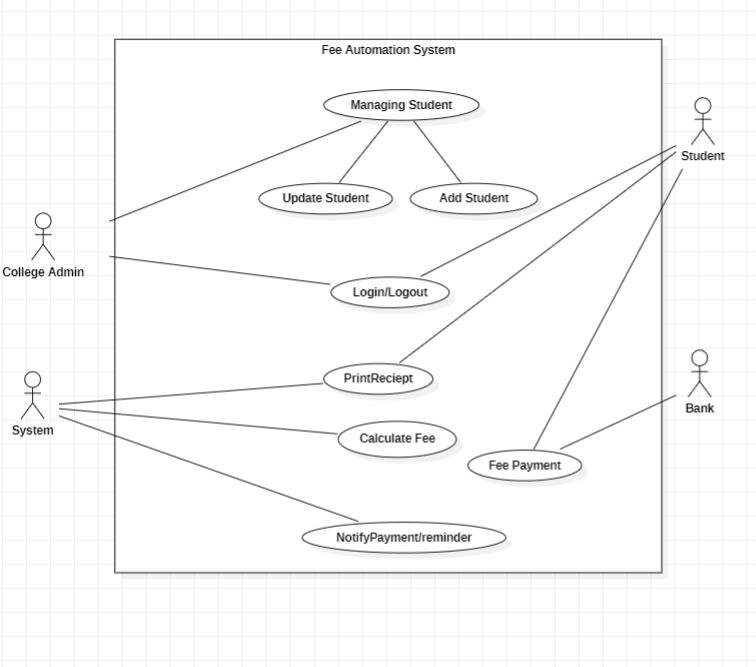 Fee Automation System
Managing Student
Student
Update Student
Add Student
College Admin
Login/Logout
PrintReciept
Bank
System
Calculate Fee
Fee Payment
NotifyPayment/reminder